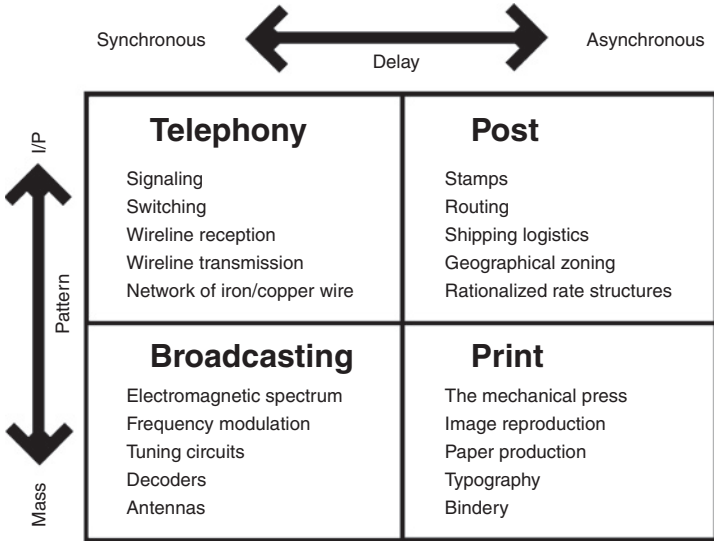 Synchronous
Asynchronous
Delay
I/P
Pattern
Mass
Telephony
Signaling
Switching
Wireline reception
Wireline transmission
Network of iron/copper wire
Post
Stamps
Routing
Shipping logistics
Geographical zoning
Rationalized rate structures
Broadcasting
Electromagnetic spectrum
Frequency modulation
Tuning circuits
Decoders
Antennas
Print
The mechanical press
Image reproduction
Paper production
Typography
Bindery